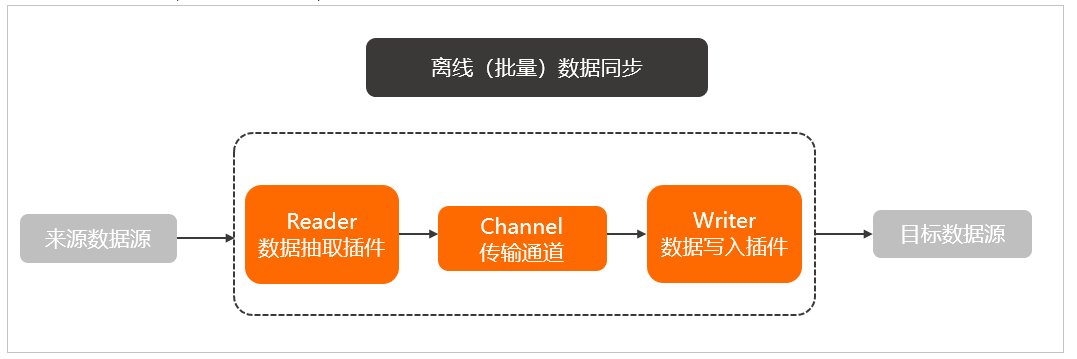 离线（批量）数据同步
来源数据源
Reader
数据抽取插件
Channel
传输通道
Writer
数据写入插件
目标数据源